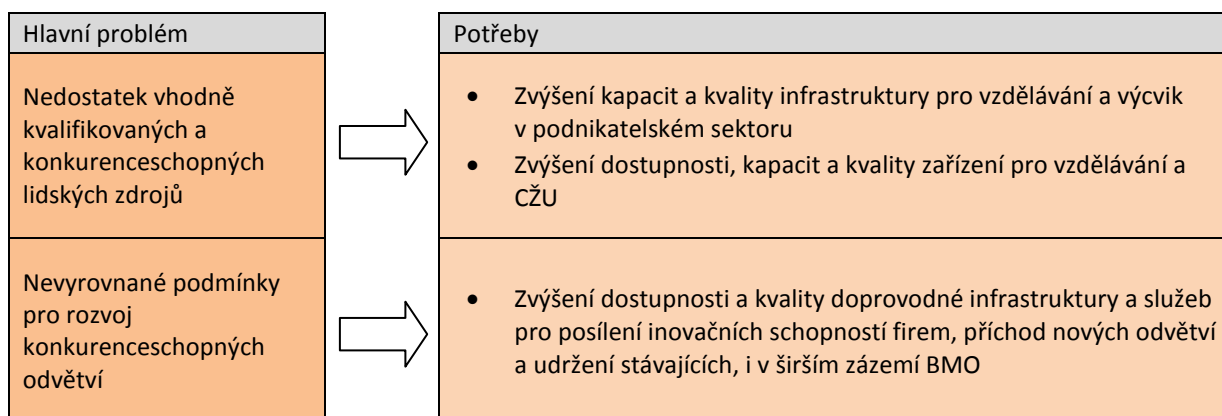 Hlavní problém
Potřeby
Nedostatek vhodně
kvalifikovaných a
konkurenceschopných
lidských zdrojů
• Zvýšení kapacit a kvality infrastruktury pro vzdělávání a výcvik
v podnikatelském sektoru
• Zvýšení dostupnosti, kapacit a kvality zařízení pro vzdělávání a
CŽU
Nevyrovnané podmínky
pro rozvoj
konkurenceschopných
odvětví
• Zvýšení dostupnosti a kvality doprovodné infrastruktury a služeb
pro posílení inovačních schopností firem, příchod nových odvětví
a udržení stávajících, i v širším zázemí BMO